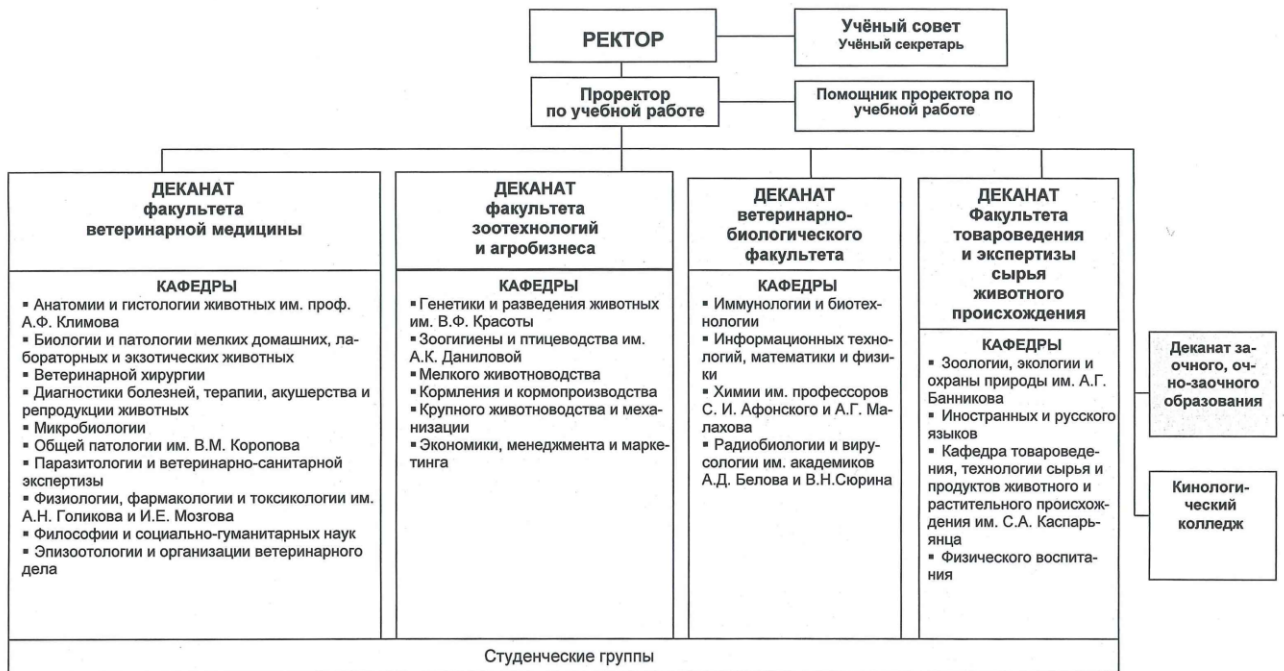 РЕКТОР
Учёный совет
Учёный секретарь
Проректор
по учебной работе
Помощник проректора по
учебной работе
ДЕКАНАТ
факультета
ветеринарной медицины
КАФЕДРЫ
▪ Анатомии и гистологии животных им. проф.
А.Ф. Климова
▪ Биологии и патологии мелких домашних, ла-
бораторных и экзотических животных
▪ Ветеринарной хирургии
▪ Диагностики болезней, терапии, акушерства и
репродукции животных
▪ Микробиологии
▪ Общей патологии им. В.М. Коропова
▪ Паразитологии и ветеринарно-санитарной
экспертизы
▪ Физиологии, фармакологии и токсикологии им.
А.Н. Голикова и И.Е. Мозгова
▪ Философии и социально-гуманитарных наук
▪ Эпизоотологии и организации ветеринарного
дела
ДЕКАНАТ
факультета
зоотехнологий
и агробизнеса
КАФЕДРЫ
▪ Генетики и разведения животных
им. В.Ф. Красоты
▪ Зоогигиены и птицеводства им.
А.К. Даниловой
▪ Мелкого животноводства
▪ Кормления и кормопроизводства
▪ Крупного животноводства и меха-
низации
▪ Экономики, менеджмента и марке-
тинга
ДЕКАНАТ
ветеринарно-
биологического
факультета
КАФЕДРЫ
▪ Иммунологии и биотех-
нологии
▪ Информационных техно-
логий, математики и физи-
ки
▪ Химии им. профессоров
С. И. Афонского и А.Г. Ма-
лахова
▪ Радиобиологии и виру-
сологии им. академиков
А.Д. Белова и В.Н.Сюрина
ДЕКАНАТ
Факультета
товароведения
и экспертизы
сырья
животного
происхождения
КАФЕДРЫ
▪ Зоологии, экологии и
охраны природы им. А.Г.
Банникова
▪ Иностранных и русского
языков
▪ Кафедра товароведе-
ния, технологии сырья и
продуктов животного и
растительного происхож-
дения им. С.А. Каспарь-
янца
▪ Физического воспита-
ния
Деканат за-
очного, оч-
но-заочного
образования
Кинологи-
ческий
колледж
Студенческие группы